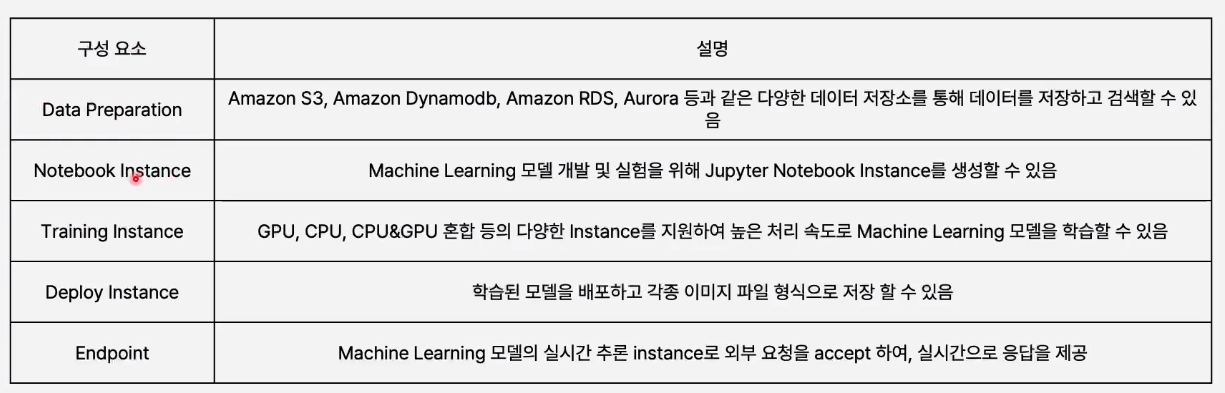 구성 요소
설명
Data Preparation
Amazon S3, Amazon Dynamodb, Amazon RDS, Aurora 등과 같은 다양한 데이터 저장소를 통해 데이터를 저장하고 검색할 수 있
음
Notebook Instance
Machine Learning 모델 개발 및 실험을 위해 Jupyter Notebook Instance를 생성할 수 있음
Training Instance
GPU, CPU, CPU&GPU 혼합 등의 다양한 Instance를 지원하여 높은 처리 속도로 Machine Learning 모델을 학습할 수 있음
Deploy Instance
학습된 모델을 배포하고 각종 이미지 파일 형식으로 저장 할 수 있음
Endpoint
Machine Learning 모델의 실시간 추론 instance로 외부 요청을 accept 하여, 실시간으로 응답을 제공